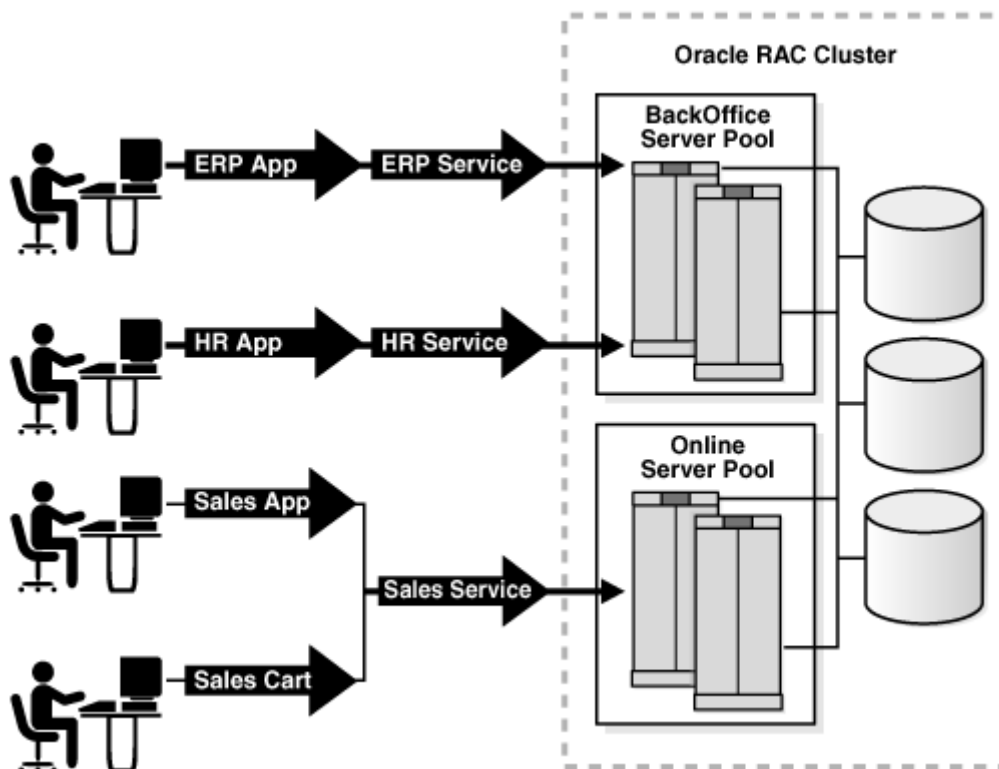 Oracle RAC Cluster
BackOffice
Server Pool
ERP App
ERP Service
HR App
HR Service
Online
Server Pool
Sales App
Sales Service
Sales Cart